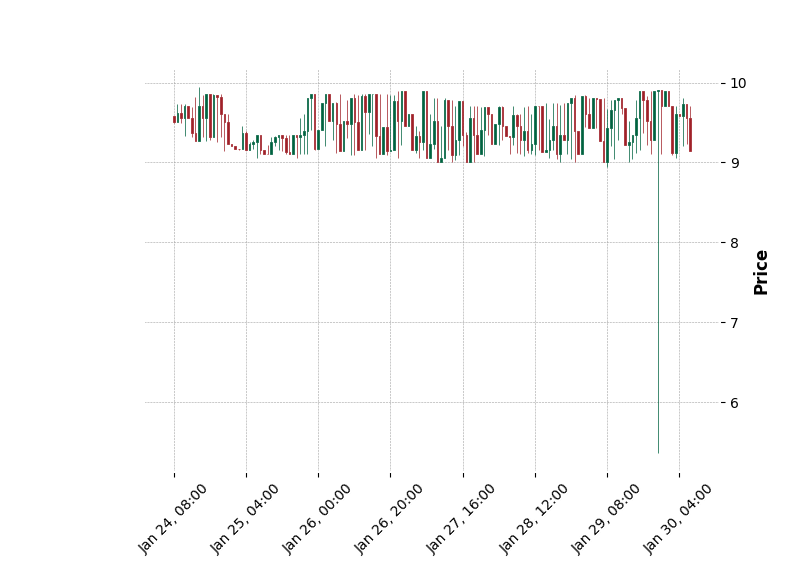 10
9
8
7
6
Price
Jan 24, 08:00
Jan 25, 04:00
Jan 26, 00:00
Jan 26, 20:00
Jan 27, 16:00
Jan 28, 12:00
Jan 29, 08:00
Jan 30, 04:00